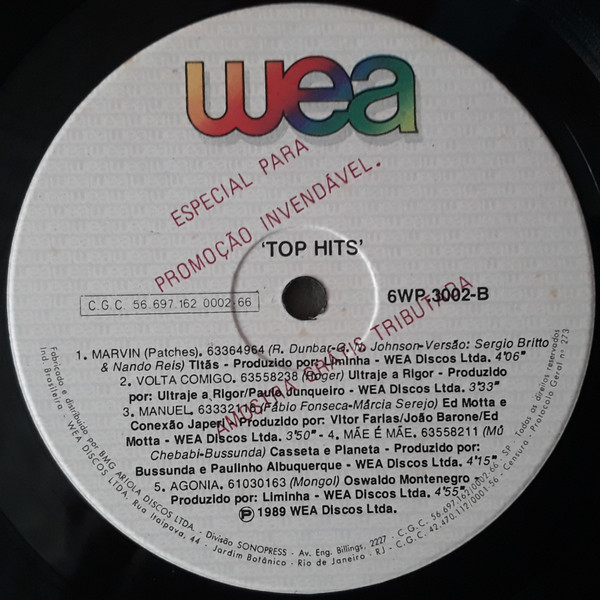 wea
ESPECIAL PARA
PROMOÇÃO INVENDÁVEL.
AMOSTRA GRÁTIS TRIBUTADA
'TOP HITS'
C.G.C. 56.697.162 0002-66
6WP-3002-B
1. MARVIN (Patches). 63364964 (R. Dunbar-G. N. Johnson-Versão: Sergio Britto
& Nando Reis) Titãs - Produzido por: Liminha - WEA Discos Ltda. 4'06"
2. VOLTA COMIGO. 63558238 (Roger) Ultraje a Rigor - Produzido
por: Ultraje a Rigor/Paulo Junqueiro - WEA Discos Ltda. 3'33"
3. MANUEL. (Fábio Fonseca-Márcia Serejo) Ed Motta e
Conexão Japeri - Produzido por: Vitor Farias/João Barone/Ed
Motta - WEA Discos Ltda. 3'50" - 4. MÃE É MÃE. 63558211 (Mú
Chebabi-Bussunda) Casseta e Planeta - Produzido por:
Bussunda e Paulinho Albuquerque - WEA Discos Ltda. 4'15"
5. AGONIA. 61030163 (Mongol) Oswaldo Montenegro -
Produzido por: Liminha - WEA Discos Ltda. 4'55"
℗ 1989 WEA Discos Ltda.
Fabricado e distribuído por BMG ARIOLA DISCOS LTDA. - Divisão SONOPRESS - Av. Eng. Billings, 2227 - C.G.C. 56.697.162/0002-66 - SP - Todos os direitos reservados
Ind. Brasileira - WEA DISCOS LTDA. Rua Itaipava, 44 - Jardim Botânico - Rio de Janeiro - RJ - C.G.C. 42.470.112/0001-56 - Censura - Protocolo Geral nº 273